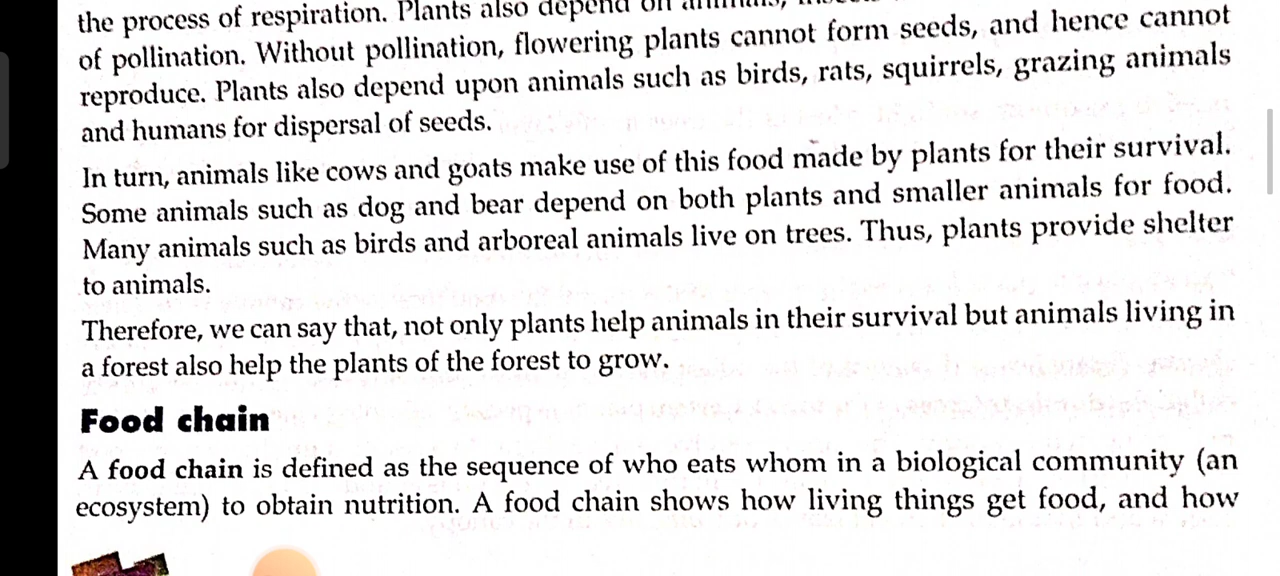 the process of respiration. Plants also depend on animals,
of pollination. Without pollination, flowering plants cannot form seeds, and hence cannot
reproduce. Plants also depend upon animals such as birds, rats, squirrels, grazing animals
and humans for dispersal of seeds.
In turn, animals like cows and goats make use of this food made by plants for their survival.
Some animals such as dog and bear depend on both plants and smaller animals for food.
Many animals such as birds and arboreal animals live on trees. Thus, plants provide shelter
to animals.
Therefore, we can say that, not only plants help animals in their survival but animals living in
a forest also help the plants of the forest to grow.
Food chain
A food chain is defined as the sequence of who eats whom in a biological community (an
ecosystem) to obtain nutrition. A food chain shows how living things get food, and how